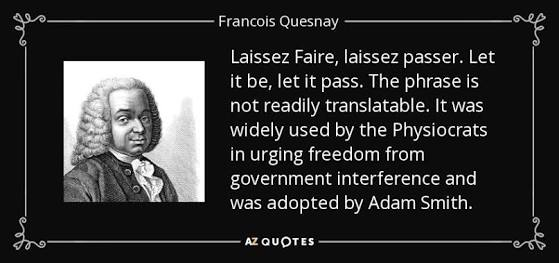 Francois Quesnay
Laissez Faire, laissez passer. Let
it be, let it pass. The phrase is
not readily translatable. It was
widely used by the Physiocrats
in urging freedom from
government interference and
was adopted by Adam Smith.
AZ QUOTES